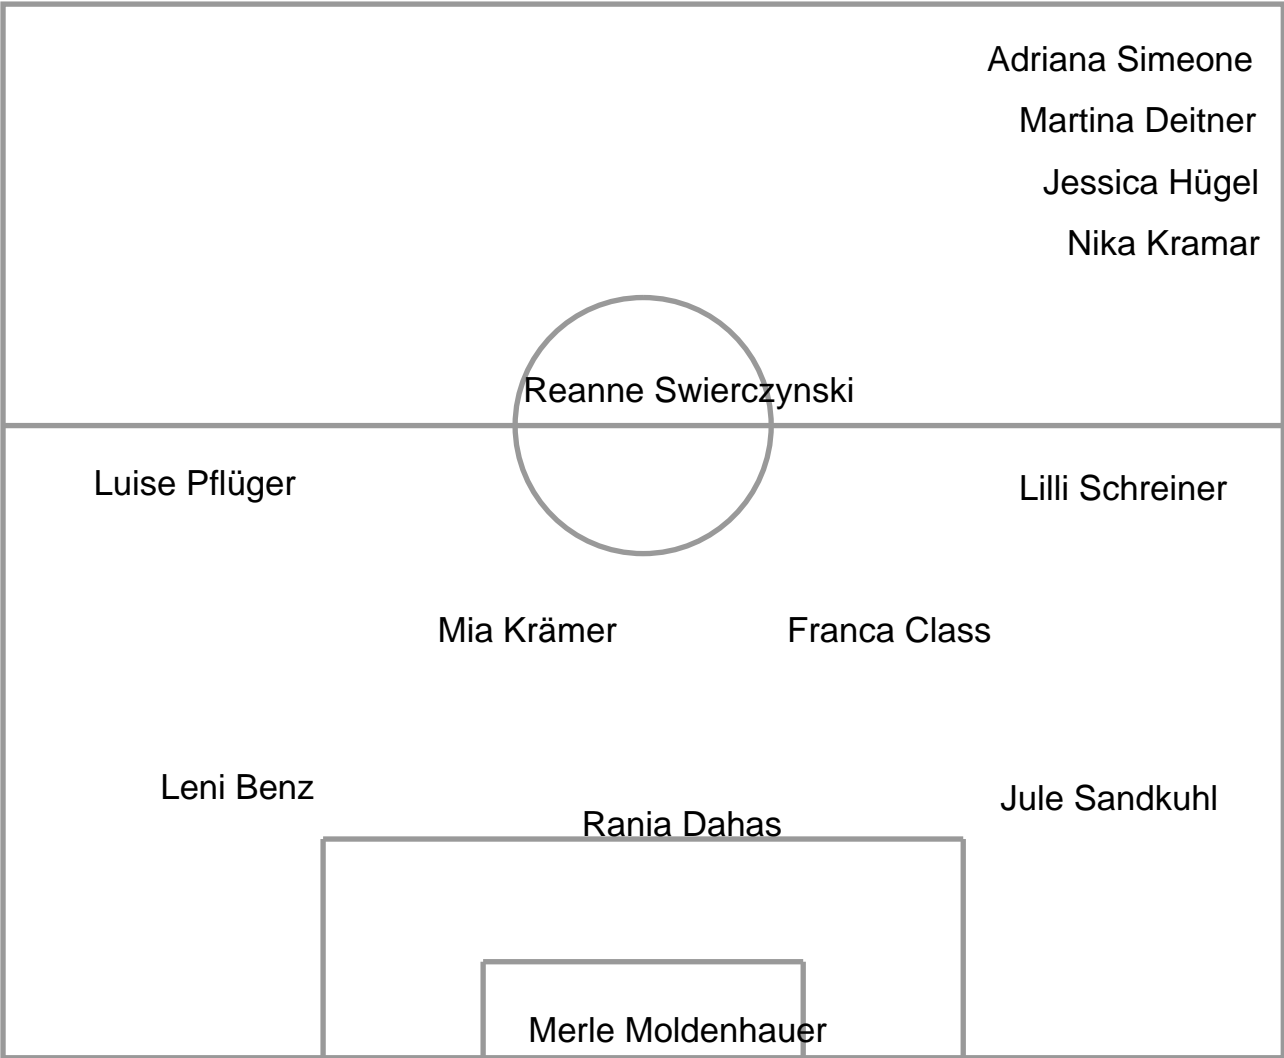 Adriana Simeone
Martina Deitner
Jessica Hügel
Nika Kramar
Reanne Swierczynski
Luise Pflüger
Lilli Schreiner
Mia Krämer
Franca Class
Leni Benz
Jule Sandkuhl
Rania Dahas
Merle Moldenhauer